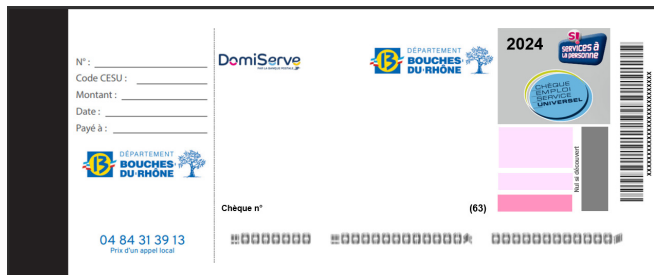 N° :
Code CESU :
Montant :
Date :
Payé à :
DÉPARTEMENT
BOUCHES
DU·RHÔNE
04 84 31 39 13
Prix d'un appel local
DomiServe
DÉPARTEMENT
BOUCHES
DU·RHÔNE
Chèque n°
(63)
2024
services à
la personne
CHÈQUE
EMPLOI
SERVICE
UNIVERSEL
Nul si découvert